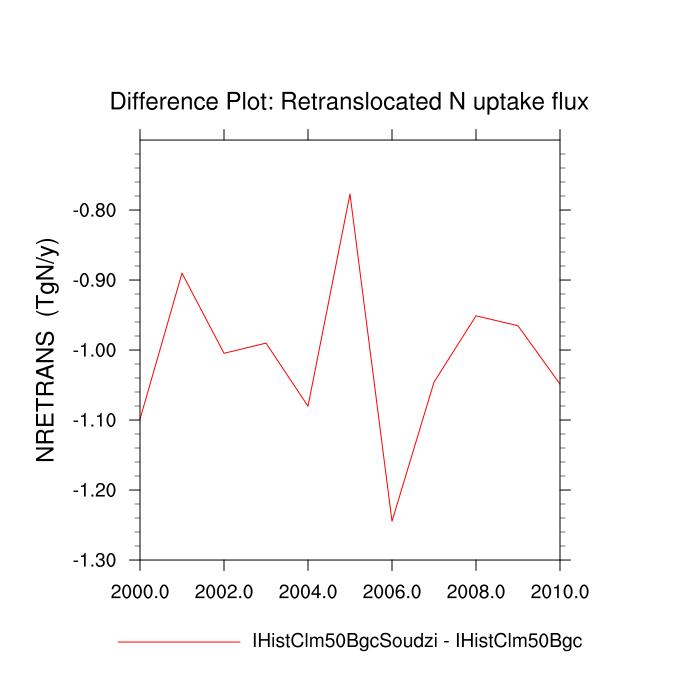 Difference Plot: Retranslocated N uptake flux
NRETRANS (TgN/y)
-0.80
-0.90
-1.00
-1.10
-1.20
-1.30
2000.0 2002.0 2004.0 2006.0 2008.0 2010.0
IHistClm50BgcSoudzi - IHistClm50Bgc